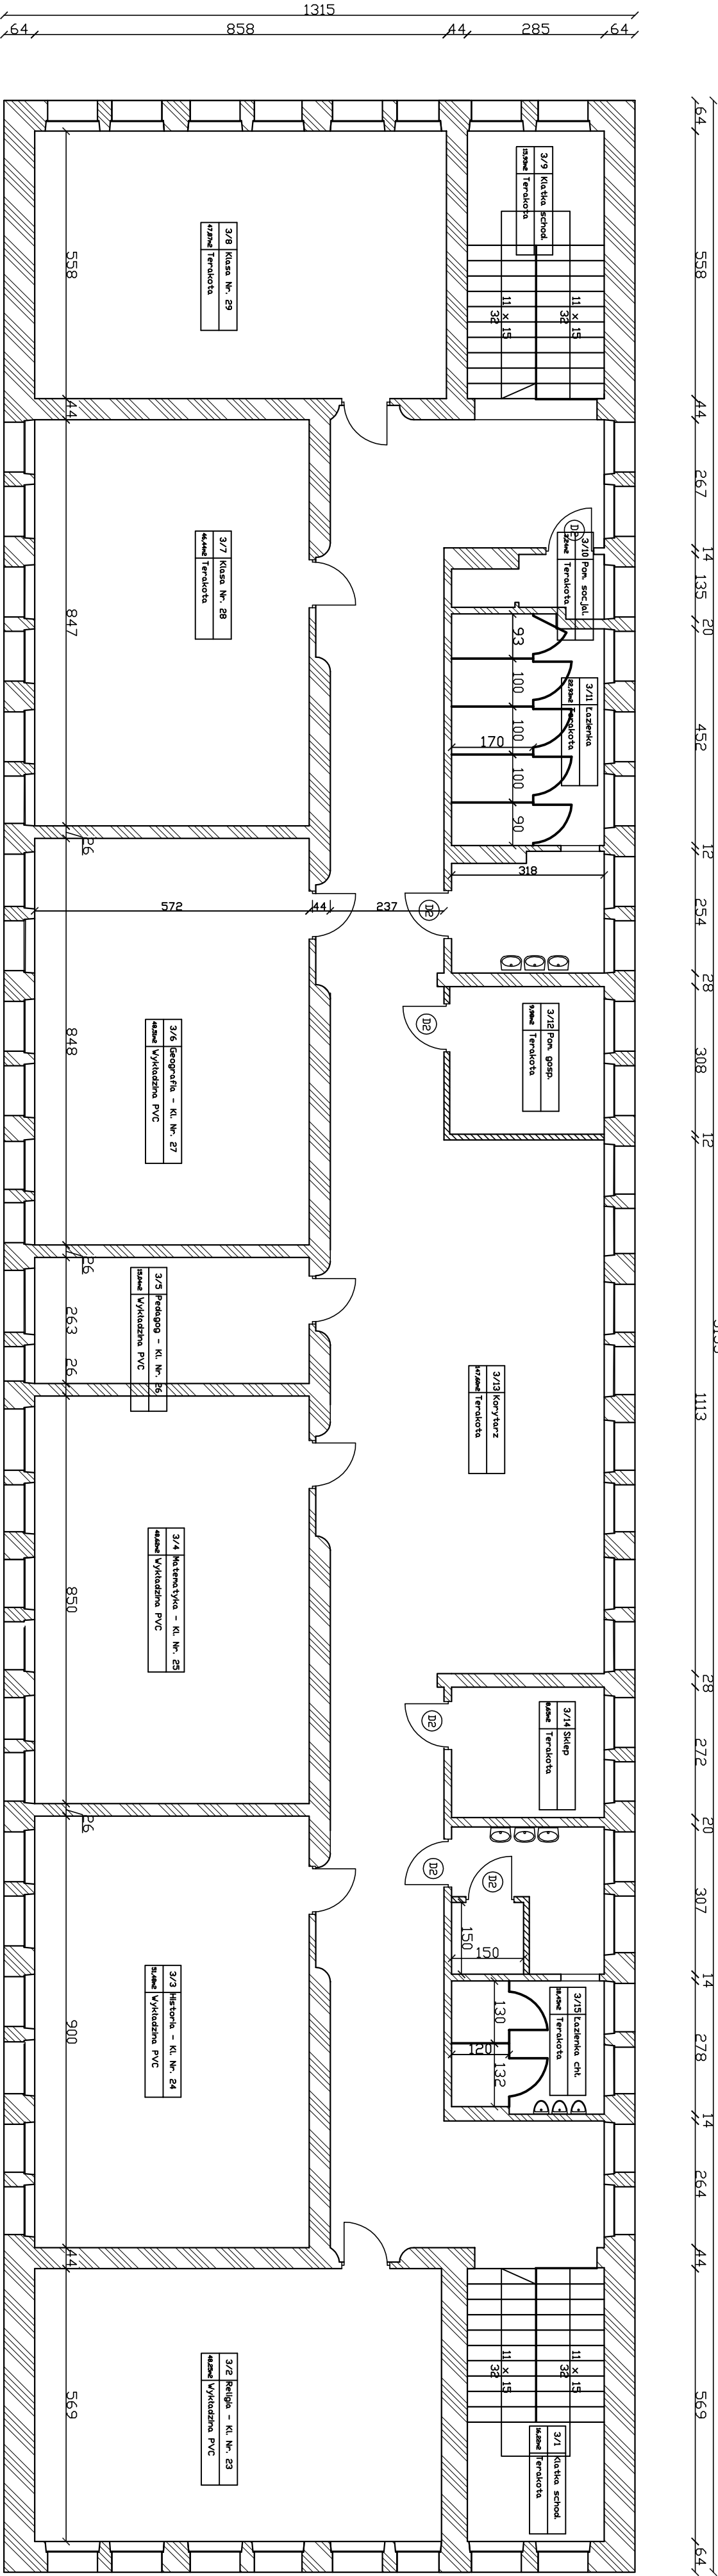 1315
64
858
44
285
64
64
558
44
267
14
135
20
452
12
254
28
308
12
1113
28
272
20
307
14
278
14
264
44
569
64
558
44
847
26
848
26
263
26
850
26
900
44
569
3/9 Klatka schod.
Terakota
11 x 15
32
11 x 15
32
3/8 Klasa Nr. 29
47,87m2 Terakota
D2
3/10 Pom. socjal.
Terakota
3/7 Klasa Nr. 28
46,44m2 Terakota
93
100
100
100
90
170
3/11 Łazienka
Terakota
318
572
44
237
D2
D2
3/12 Pom. gosp.
Terakota
3/6 Geografia - Kl. Nr. 27
Wykładzina PVC
3/5 Pedagog - Kl. Nr. 26
Wykładzina PVC
3/13 Korytarz
Terakota
3/4 Matematyka - Kl. Nr. 25
Wykładzina PVC
D2
3/14 Sklep
Terakota
D2
D2
150
150
3/3 Historia - Kl. Nr. 24
Wykładzina PVC
130
120
132
3/15 Łazienka chł.
Terakota
3/2 Religia - Kl. Nr. 23
Wykładzina PVC
11 x 15
32
11 x 15
32
3/1 Klatka schod.
Terakota